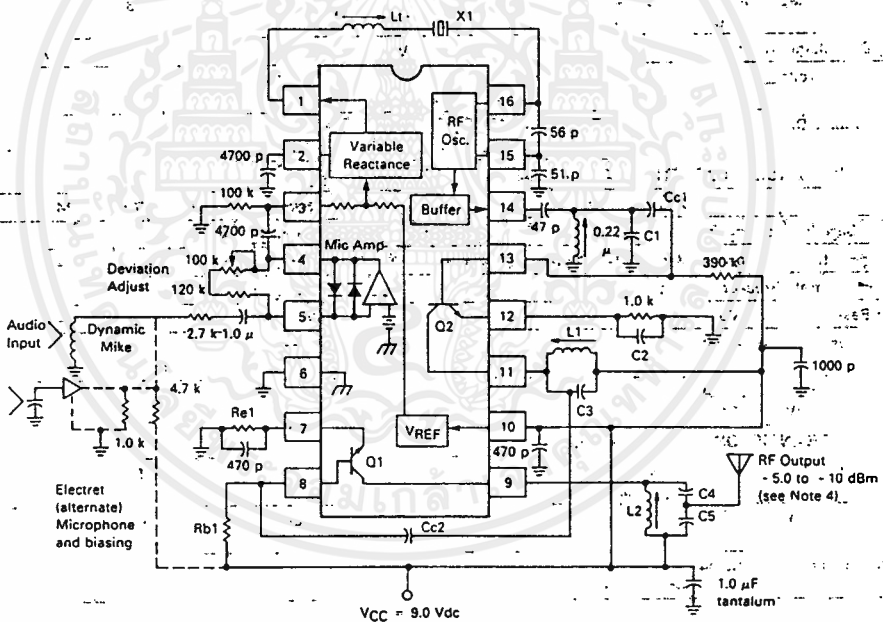 Lt
X1
1
16
RF
Osc.
56 p
Variable
Reactance
4700 p
2
15
51 p
100 k
Buffer
14
Cc1
3
47 p
0.22
μ
C1
4700 p
Mic Amp
100 k
4
13
390 k
Deviation
Adjust
120 k
Q2
1.0 k
Audio
Input
Dynamic
Mike
5
12
2.7 k
1.0 μ
L1
C2
6
11
1000 p
4.7 k
C3
Re1
7
VREF
10
1.0 k
470 p
Q1
470 p
RF Output
- 5.0 to - 10 dBm
(see Note 4)
8
9
C4
L2
C5
Electret
(alternate)
Microphone
and biasing
Rb1
Cc2
1.0 μF
tantalum
VCC = 9.0 Vdc